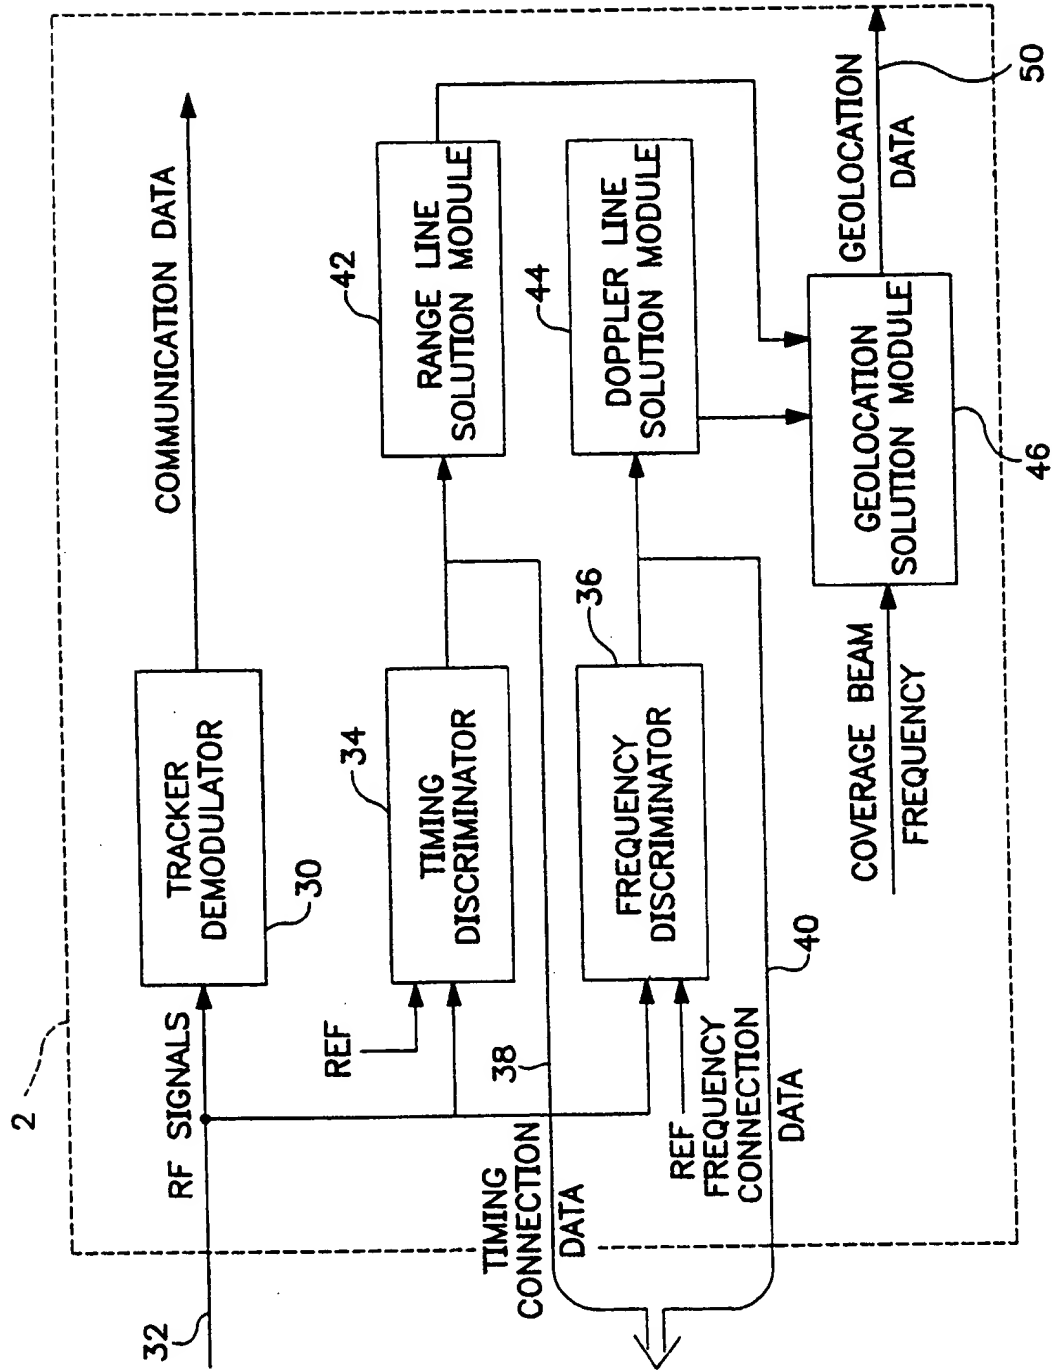 2
32
RF SIGNALS
TRACKER
DEMODULATOR
30
COMMUNICATION DATA
REF
TIMING
DISCRIMINATOR
34
RANGE LINE
SOLUTION MODULE
42
TIMING
CONNECTION
DATA
38
REF
FREQUENCY
DISCRIMINATOR
36
DOPPLER LINE
SOLUTION MODULE
44
FREQUENCY
CONNECTION
DATA
40
COVERAGE BEAM
FREQUENCY
GEOLOCATION
SOLUTION MODULE
46
GEOLOCATION
DATA
50